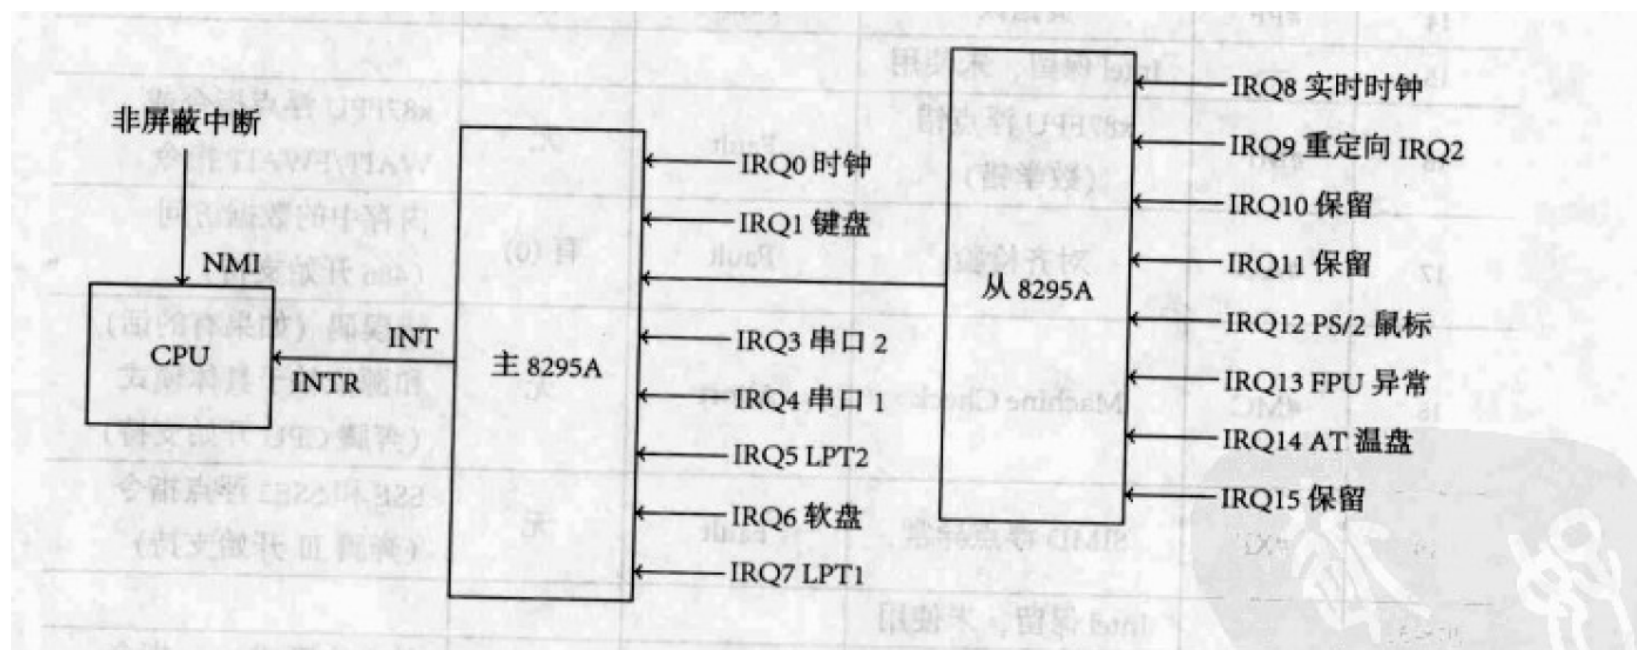 非屏蔽中断
NMI
CPU
INT
INTR
主 8295A
IRQ0 时钟
IRQ1 键盘
IRQ3 串口 2
IRQ4 串口 1
IRQ5 LPT2
IRQ6 软盘
IRQ7 LPT1
从 8295A
IRQ8 实时时钟
IRQ9 重定向 IRQ2
IRQ10 保留
IRQ11 保留
IRQ12 PS/2 鼠标
IRQ13 FPU 异常
IRQ14 AT 温盘
IRQ15 保留